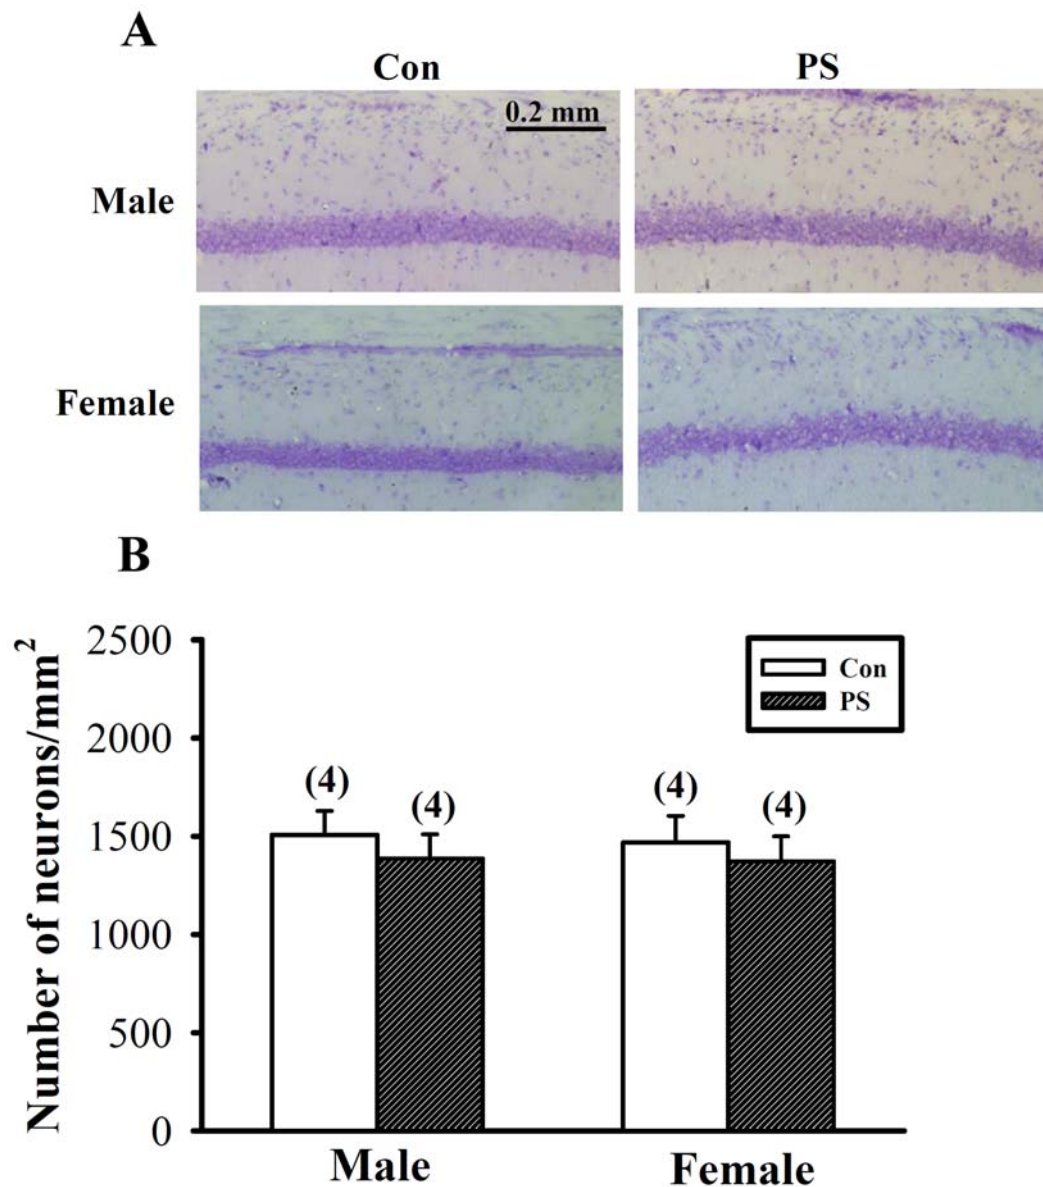 A
Con PS
0.2 mm
Male
Female
B
Number of neurons/mm²
2500
2000
1500
1000
500
0
Con
PS
(4) (4) (4) (4)
Male Female